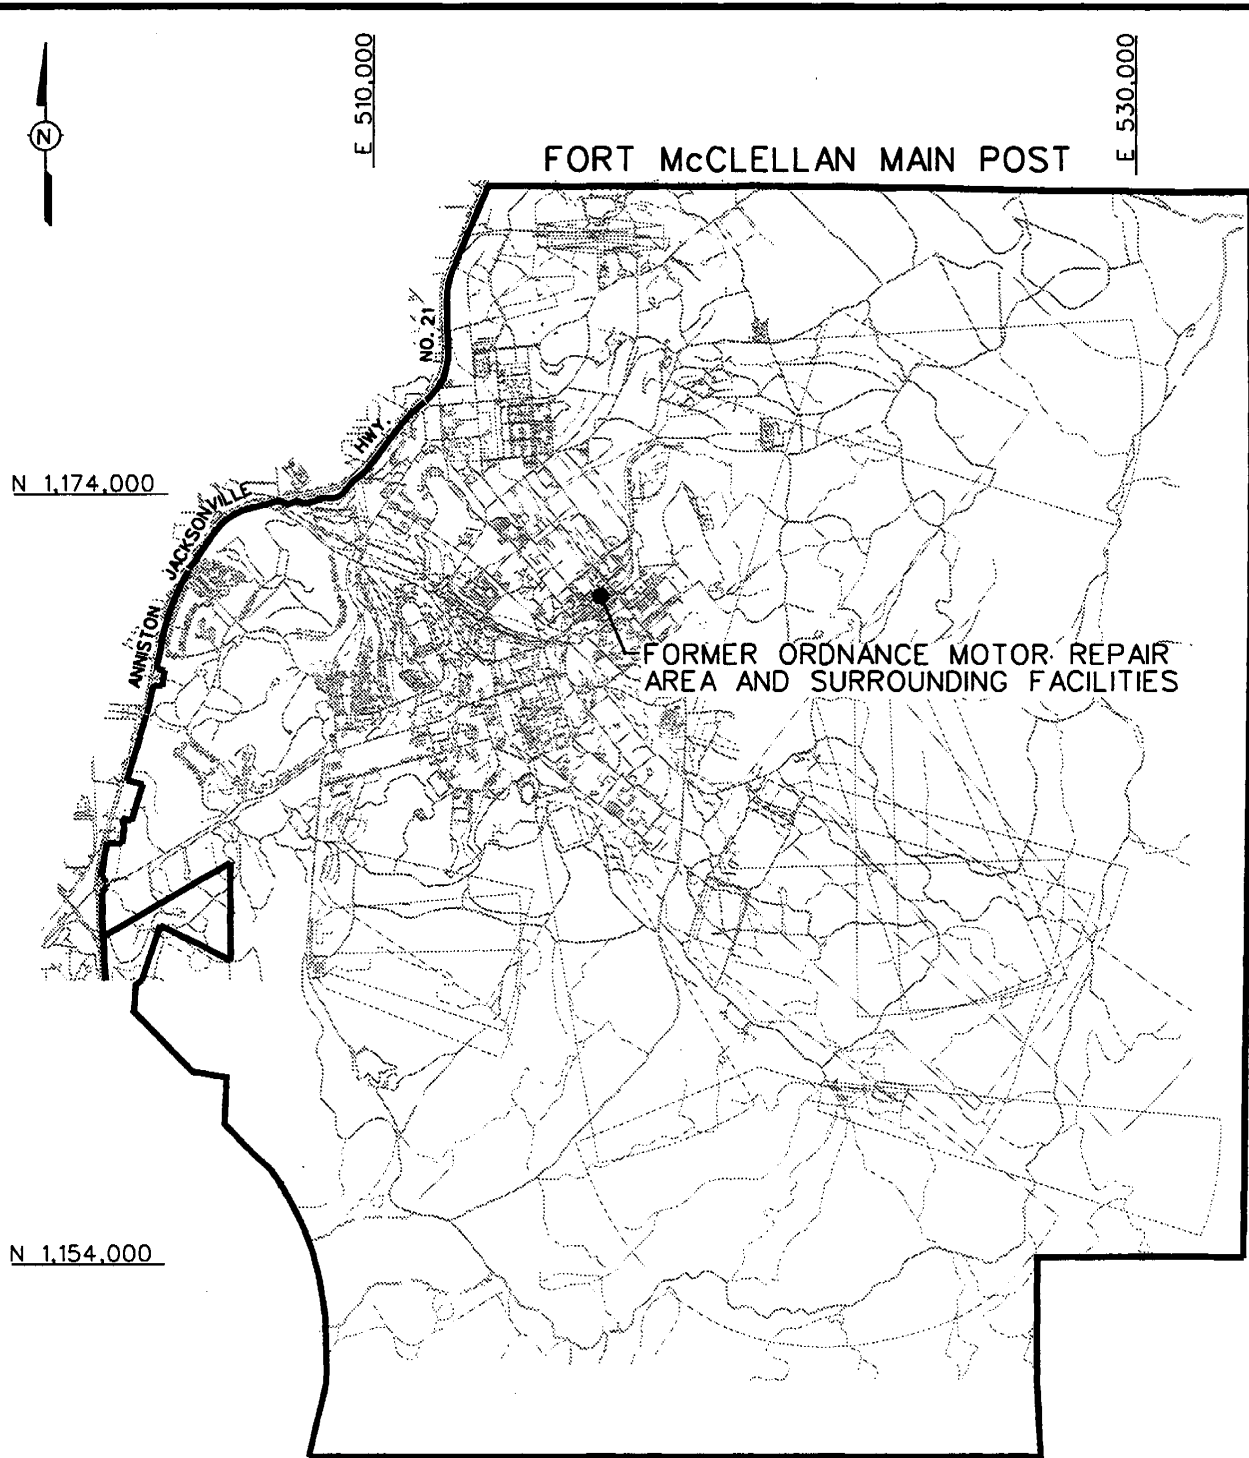 E 510,000
E 530,000
N
FORT McCLELLAN MAIN POST
NO. 21
HWY.
N 1,174,000
JACKSONVILLE
ANNISTON
FORMER ORDNANCE MOTOR REPAIR
AREA AND SURROUNDING FACILITIES
N 1,154,000